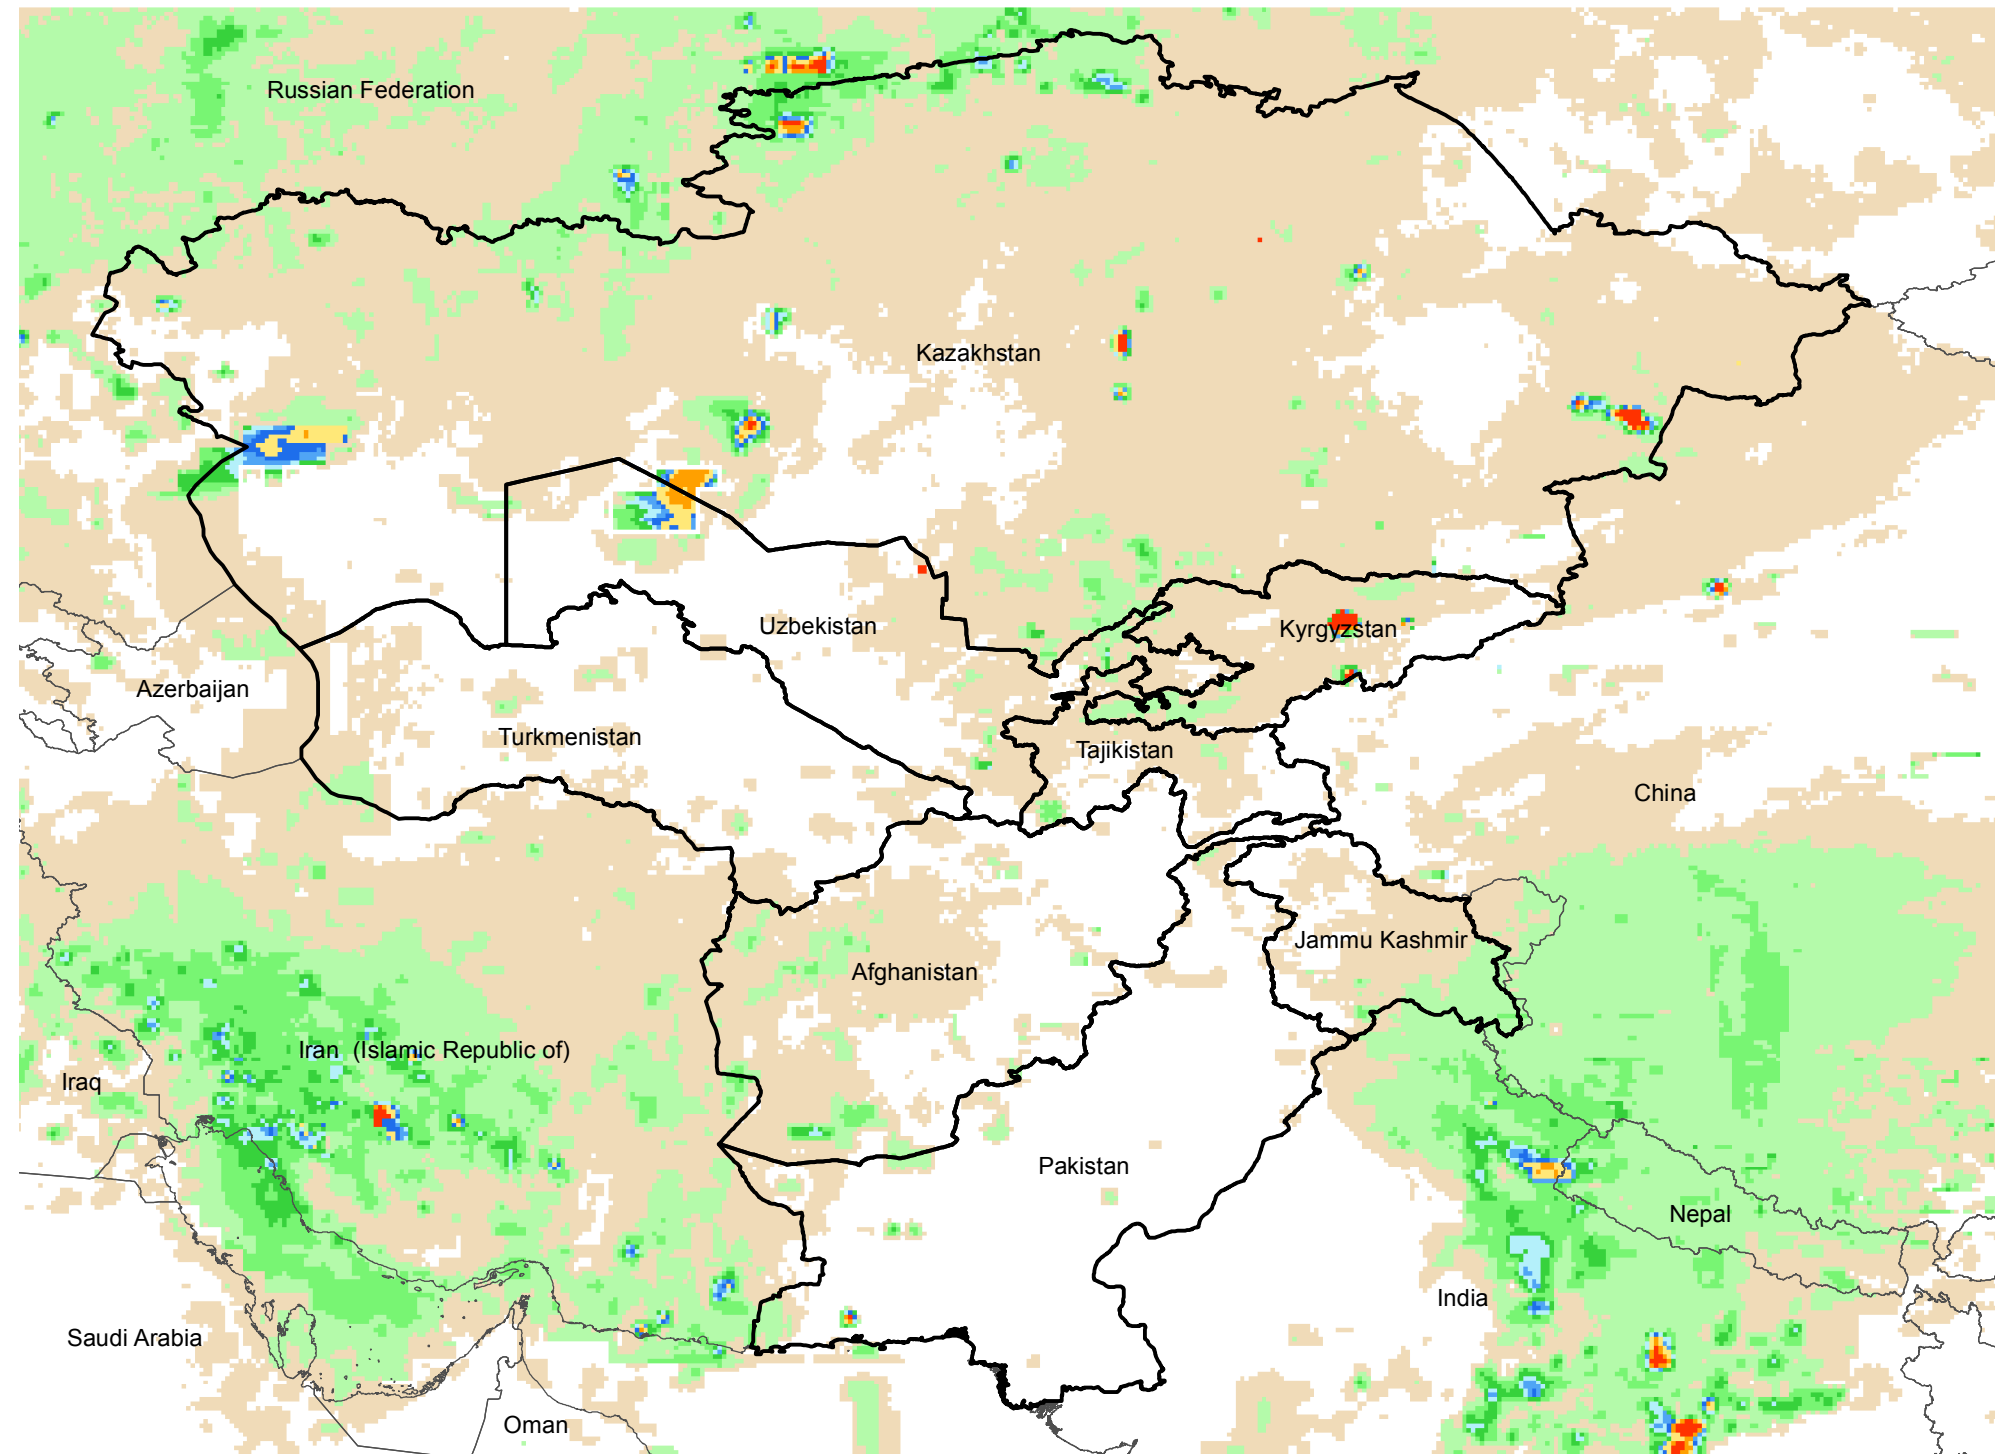 Russian Federation
Kazakhstan
Uzbekistan
Kyrgyzstan
Azerbaijan
Turkmenistan
Tajikistan
China
Jammu Kashmir
Afghanistan
Iran (Islamic Republic of)
Iraq
Pakistan
Nepal
India
Saudi Arabia
Oman